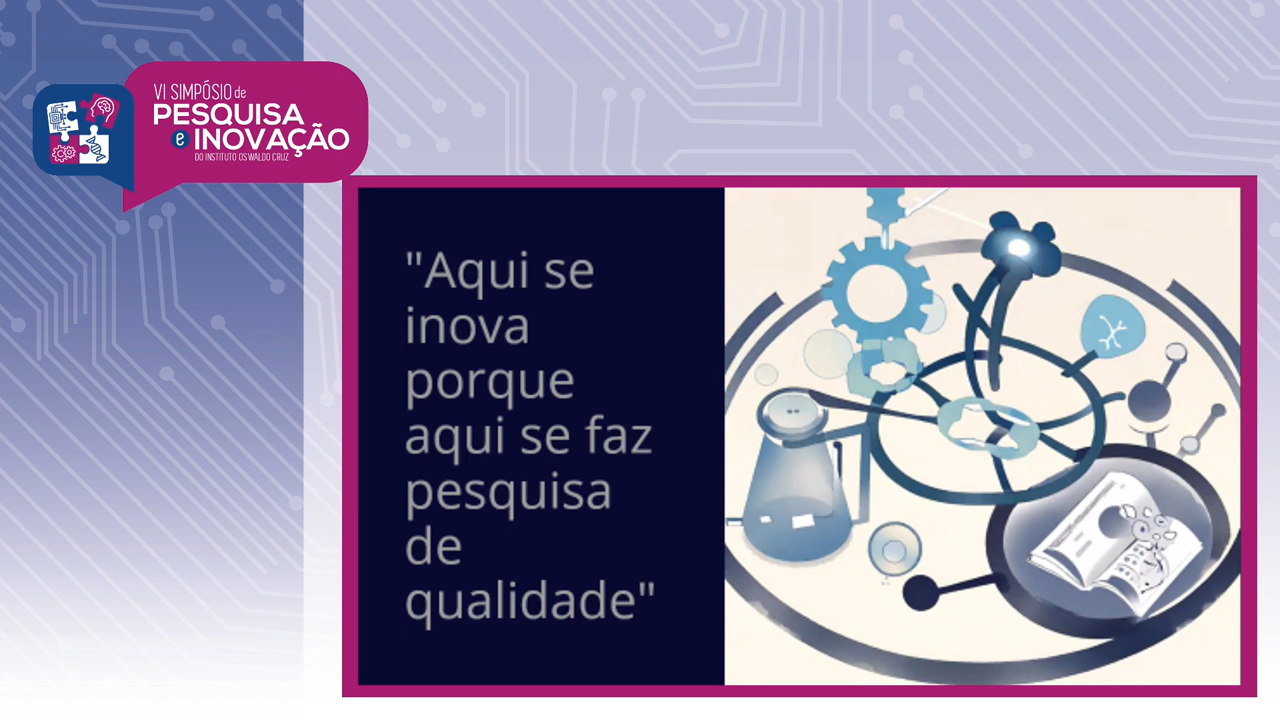 VI SIMPÓSIO de
PESQUISA
e INOVAÇÃO
DO INSTITUTO OSWALDO CRUZ
"Aqui se
inova
porque
aqui se faz
pesquisa
de
qualidade"